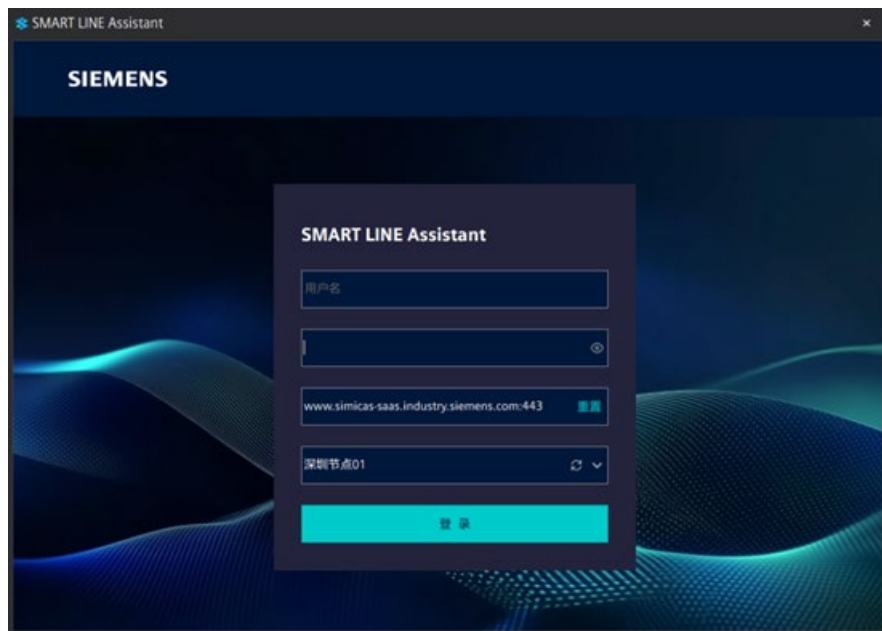 SMART LINE Assistant
SIEMENS
SMART LINE Assistant
用户名
www.simicas-saas.industry.siemens.com:443 重置
深圳节点01
登录